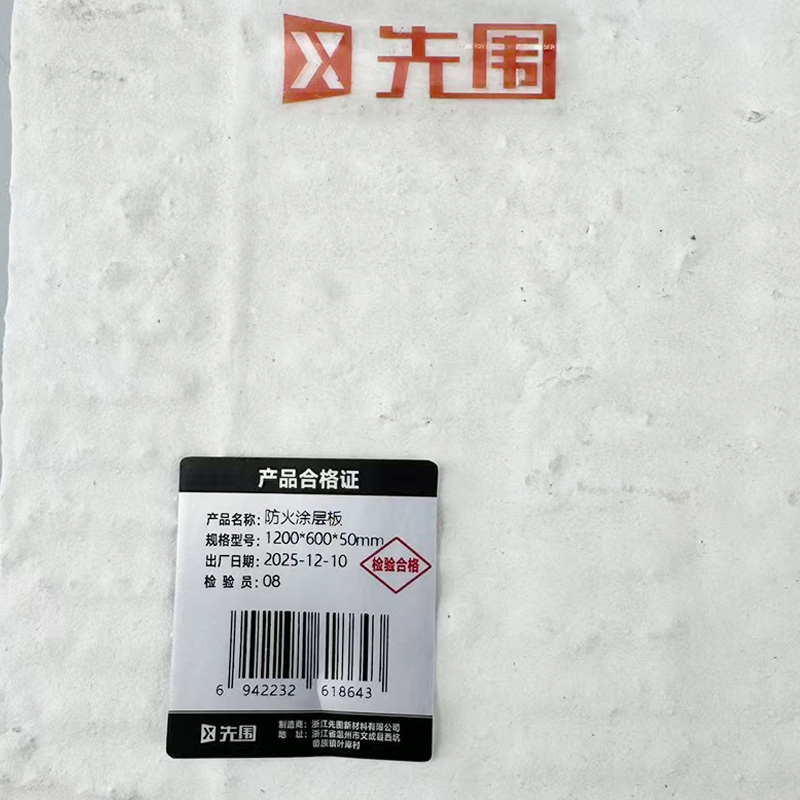 先围
产品合格证
产品名称：防火涂层板
规格型号：1200*600*50mm
出厂日期：2025-12-10
检验员：08
检验合格
6 942232 618643
先围
制造商：浙江先围新材料有限公司
地址：浙江省温州市文成县西坑
畲族镇叶岸村